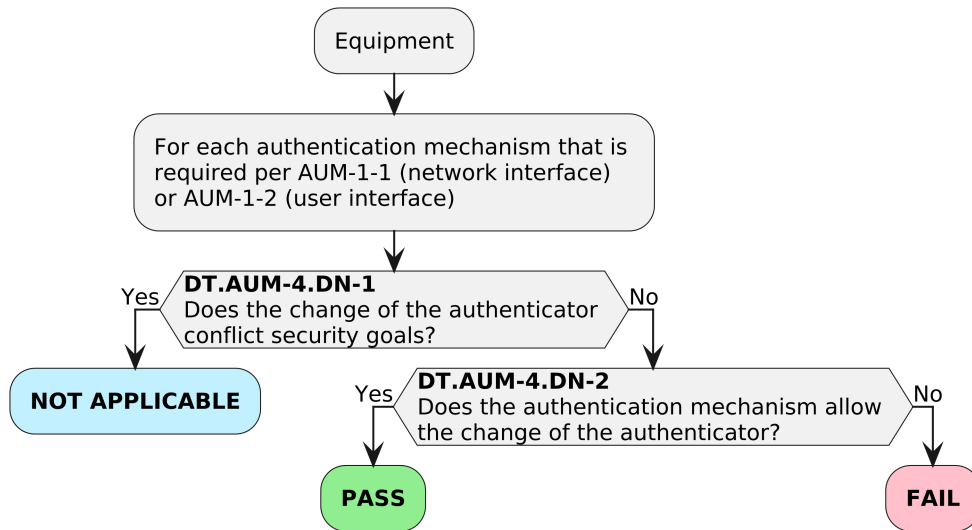 Equipment
For each authentication mechanism that is
required per AUM-1-1 (network interface)
or AUM-1-2 (user interface)
DT.AUM-4.DN-1
Does the change of the authenticator
conflict security goals?
Yes
No
NOT APPLICABLE
DT.AUM-4.DN-2
Does the authentication mechanism allow
the change of the authenticator?
Yes
No
PASS
FAIL